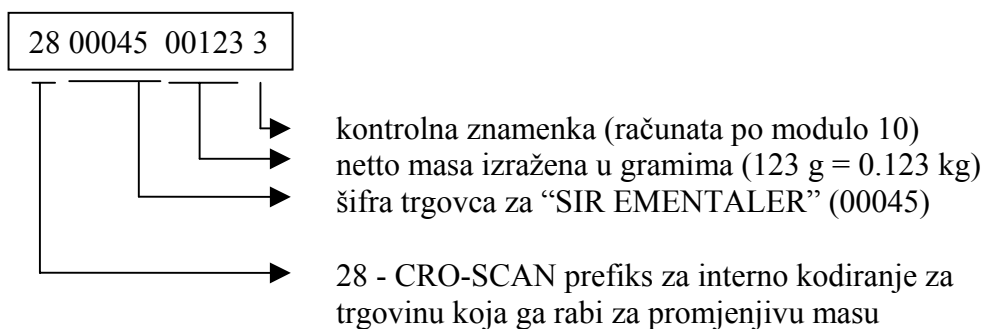 28 00045 00123 3
kontrolna znamenka (računata po modulo 10)
netto masa izražena u gramima (123 g = 0.123 kg)
šifra trgovca za “SIR EMENTALER” (00045)
28 - CRO-SCAN prefiks za interno kodiranje za
trgovinu koja ga rabi za promjenjivu masu